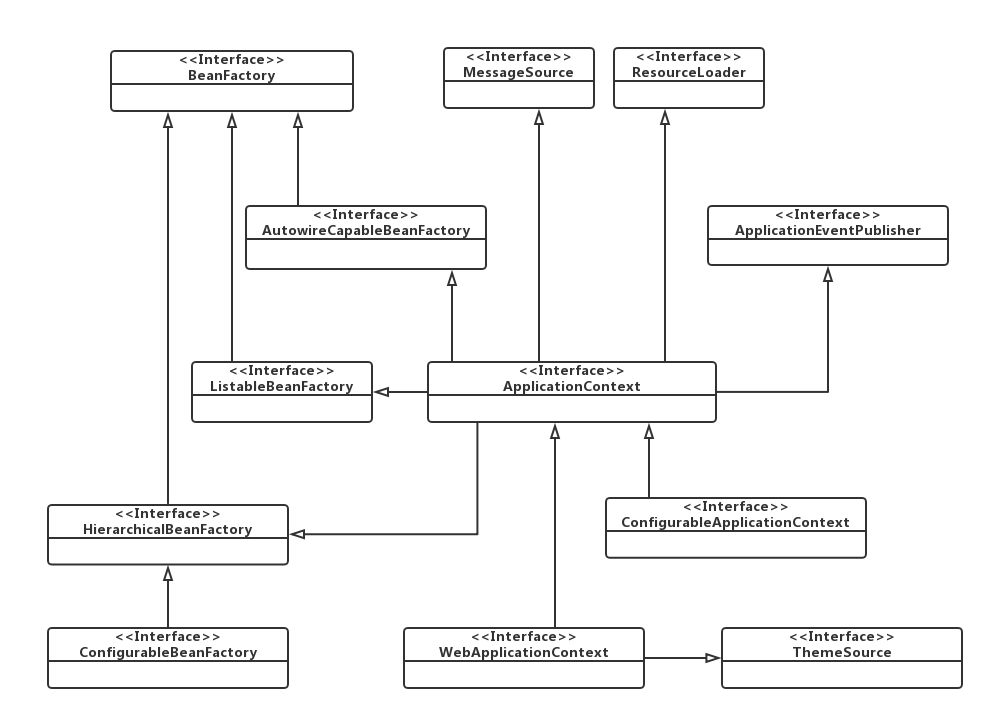 <<Interface>>
BeanFactory
<<Interface>>
MessageSource
<<Interface>>
ResourceLoader
<<Interface>>
AutowireCapableBeanFactory
<<Interface>>
ApplicationEventPublisher
<<Interface>>
ListableBeanFactory
<<Interface>>
ApplicationContext
<<Interface>>
HierarchicalBeanFactory
<<Interface>>
ConfigurableApplicationContext
<<Interface>>
ConfigurableBeanFactory
<<Interface>>
WebApplicationContext
<<Interface>>
ThemeSource